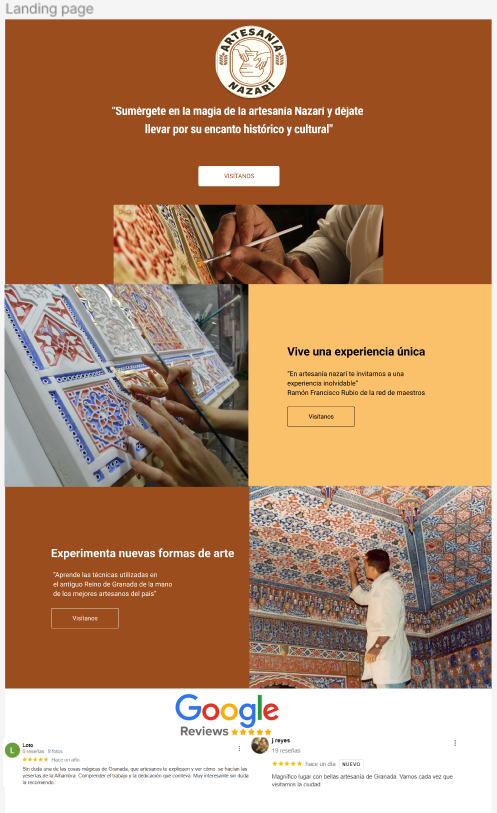 Landing page
ARTESANIA
NAZARI
"Sumérgete en la magia de la artesanía Nazarí y déjate
llevar por su encanto histórico y cultural"
VISÍTANOS
Vive una experiencia única
"En artesanía nazarí te invitamos a una
experiencia inolvidable"
Ramón Francisco Rubio de la red de maestros
Visítanos
Experimenta nuevas formas de arte
"Aprende las técnicas utilizadas en
el antiguo Reino de Granada de la mano
de los mejores artesanos del país"
Visítanos
Google
Reviews
L
Loto
6 reseñas · 8 fotos
Hace un año
Sin duda una de las cosas mágicas de Granada, que artesanos te expliquen y ver cómo se hacían las
yeserías de la Alhambra. Comprender el trabajo y la dedicación que conlleva. Muy interesante sin duda
la recomiendo.
j reyes
19 reseñas
hace un día NUEVO
Magnífico lugar con bellas artesanía de Granada. Vamos cada vez que
visitamos la ciudad